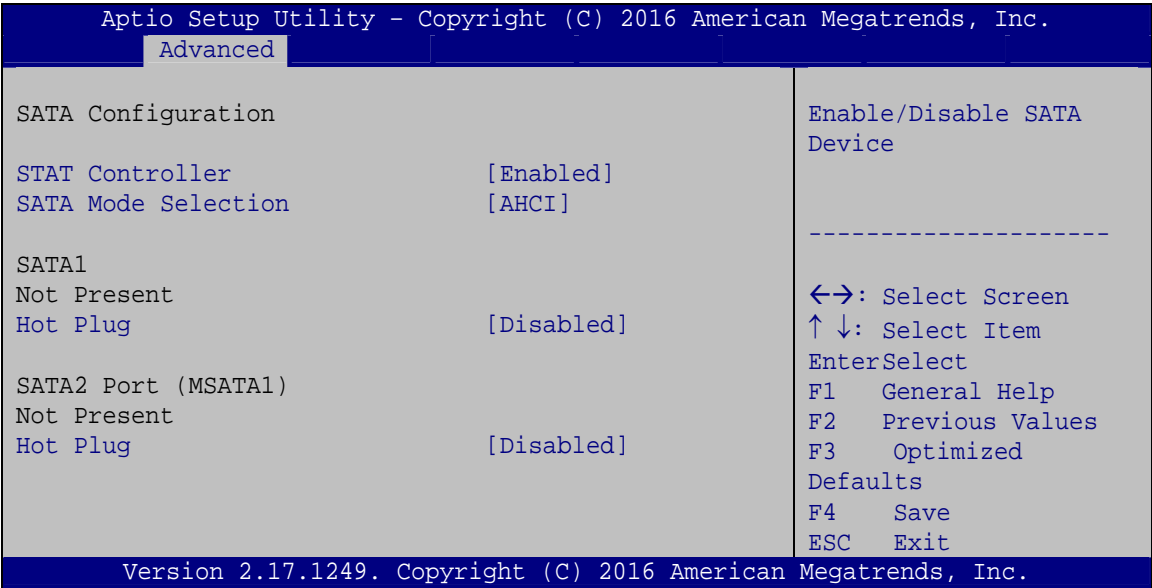 Aptio Setup Utility – Copyright (C) 2016 American Megatrends, Inc.
Advanced
SATA Configuration
STAT Controller [Enabled]
SATA Mode Selection [AHCI]
SATA1
Not Present
Hot Plug [Disabled]
SATA2 Port (MSATA1)
Not Present
Hot Plug [Disabled]
Enable/Disable SATA
Device
---------------------
←→: Select Screen
↑ ↓: Select Item
EnterSelect
F1 General Help
F2 Previous Values
F3 Optimized
Defaults
F4 Save
ESC Exit
Version 2.17.1249. Copyright (C) 2016 American Megatrends, Inc.